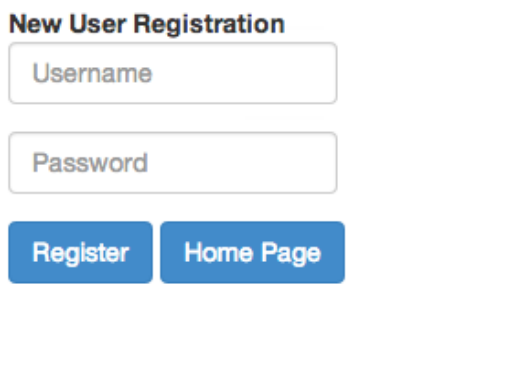 New User Registration
Username
Password
Register Home Page